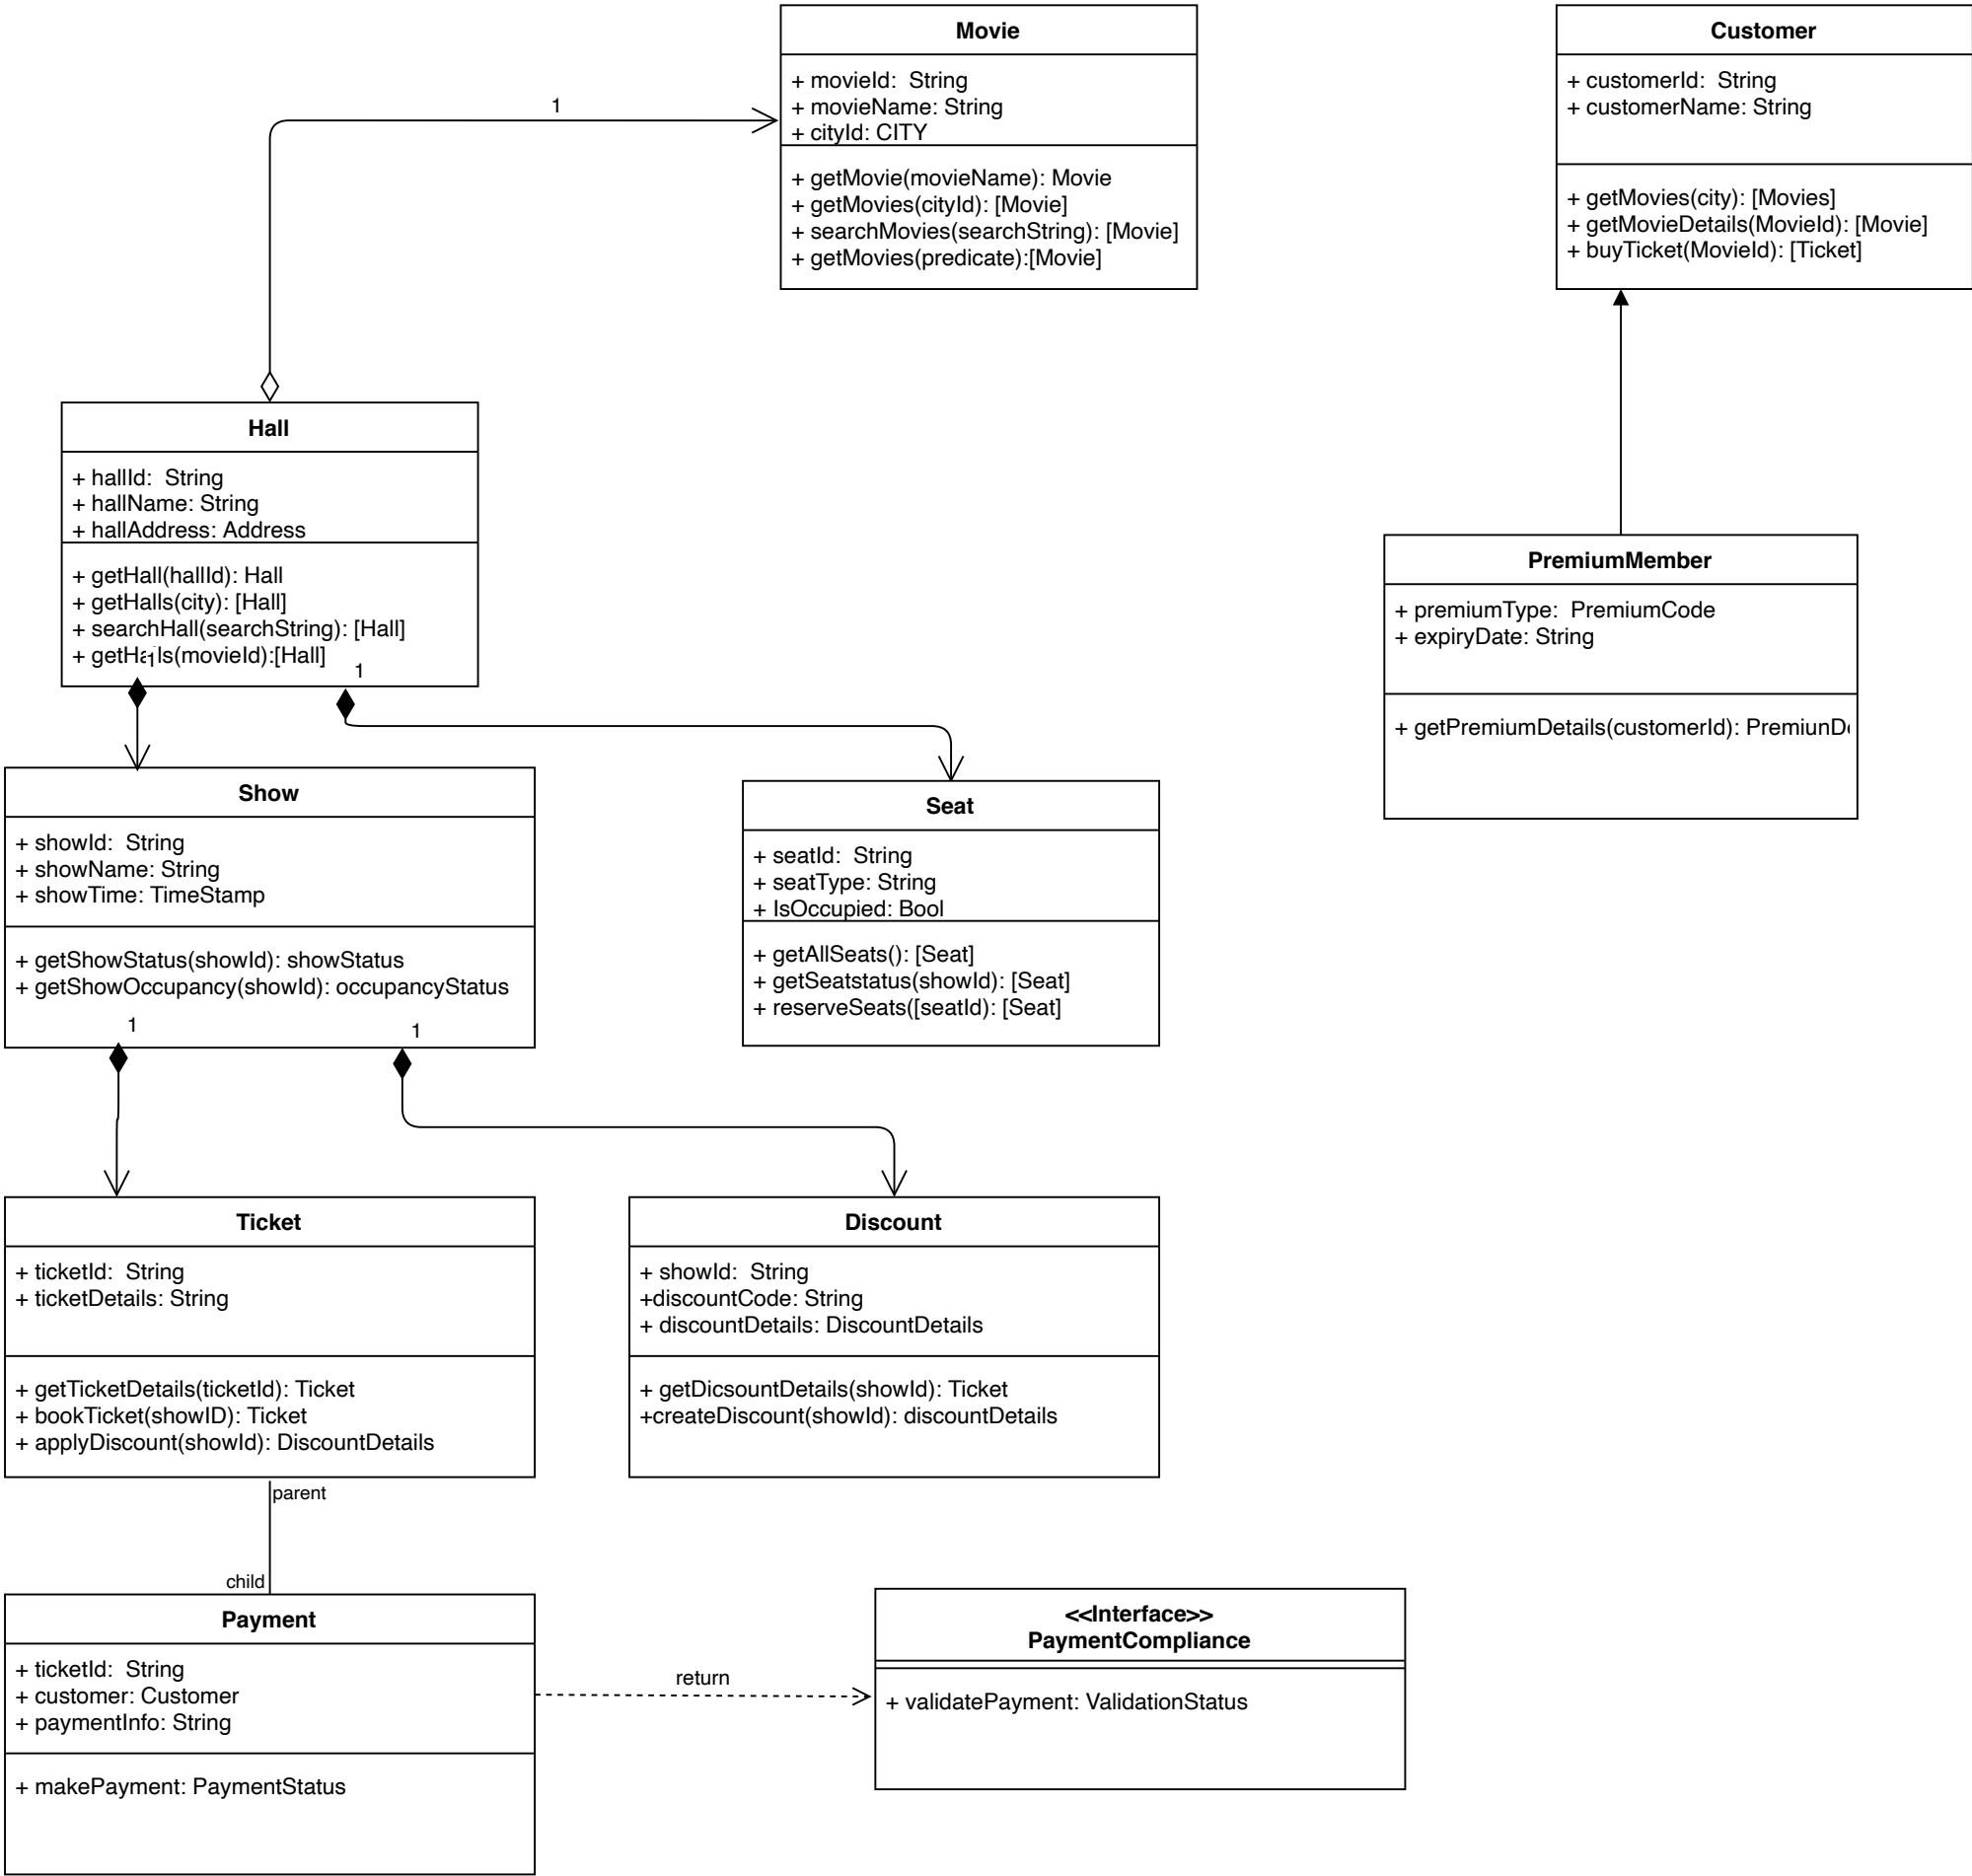 Movie
+ movieId:  String
+ movieName: String
+ cityId: CITY
+ getMovie(movieName): Movie
+ getMovies(cityId): [Movie]
+ searchMovies(searchString): [Movie]
+ getMovies(predicate):[Movie]
Customer
+ customerId:  String
+ customerName: String
+ getMovies(city): [Movies]
+ getMovieDetails(MovieId): [Movie]
+ buyTicket(MovieId): [Ticket]
1
Hall
+ hallId:  String
+ hallName: String
+ hallAddress: Address
+ getHall(hallId): Hall
+ getHalls(city): [Hall]
+ searchHall(searchString): [Hall]
+ getHalls(movieId):[Hall]
1
1
PremiumMember
+ premiumType:  PremiumCode
+ expiryDate: String
+ getPremiumDetails(customerId):
Show
+ showId:  String
+ showName: String
+ showTime: TimeStamp
+ getShowStatus(showId): showStatus
+ getShowOccupancy(showId): occupancyStatus
1
1
Seat
+ seatId:  String
+ seatType: String
+ IsOccupied: Bool
+ getAllSeats(): [Seat]
+ getSeatstatus(showId): [Seat]
+ reserveSeats([seatId): [Seat]
Ticket
+ ticketId:  String
+ ticketDetails: String
+ getTicketDetails(ticketId): Ticket
+ bookTicket(showID): Ticket
+ applyDiscount(showId): DiscountDetails
Discount
+ showId:  String
+discountCode: String
+ discountDetails: DiscountDetails
+ getDicsountDetails(showId): Ticket
+createDiscount(showId): discountDetails
parent
child
Payment
+ ticketId:  String
+ customer: Customer
+ paymentInfo: String
+ makePayment: PaymentStatus
return
<<Interface>>
PaymentCompliance
+ validatePayment: ValidationStatus